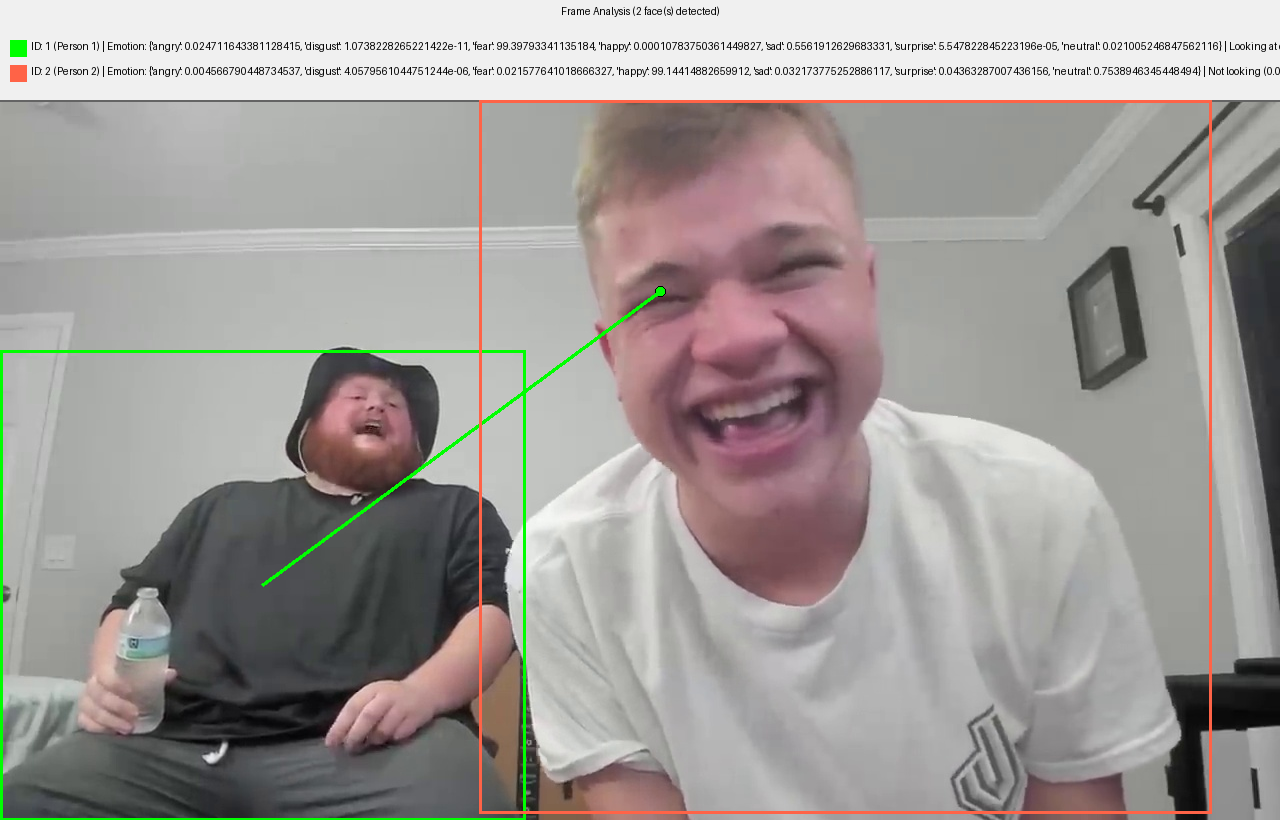 Frame Analysis (2 face(s) detected)
ID: 1 (Person 1) | Emotion: {'angry': 0.024711643381128415, 'disgust': 1.0738228265221422e-11, 'fear': 99.39793341135184, 'happy': 0.00010783750361449827, 'sad': 0.5561912629683331, 'surprise': 5.547822845223196e-05, 'neutral': 0.021005246847562116} | Looking at
ID: 2 (Person 2) | Emotion: {'angry': 0.004566790448734537, 'disgust': 4.0579561044751244e-06, 'fear': 0.021577641018666327, 'happy': 99.14414882659912, 'sad': 0.032173775252886117, 'surprise': 0.04363287007436156, 'neutral': 0.7538946345448494} | Not looking (0.0